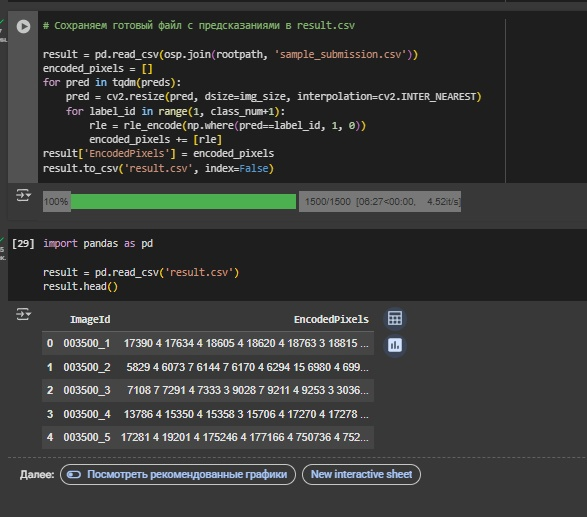 # Сохраняем готовый файл с предсказаниями в result.csv
result = pd.read_csv(osp.join(rootpath, 'sample_submission.csv'))
encoded_pixels = []
for pred in tqdm(preds):
pred = cv2.resize(pred, dsize=img_size, interpolation=cv2.INTER_NEAREST)
for label_id in range(1, class_num+1):
rle = rle_encode(np.where(pred==label_id, 1, 0))
encoded_pixels += [rle]
result['EncodedPixels'] = encoded_pixels
result.to_csv('result.csv', index=False)
100% 1500/1500 [06:27<00:00, 4.52it/s]
[29] import pandas as pd
result = pd.read_csv('result.csv')
result.head()
ImageId EncodedPixels
0 003500_1 17390 4 17634 4 18605 4 18620 4 18763 3 18815 ...
1 003500_2 5829 4 6073 7 6144 7 6170 4 6294 15 6980 4 699...
2 003500_3 7108 7 7291 4 7333 3 9028 7 9211 4 9253 3 3036...
3 003500_4 13786 4 15350 4 15358 3 15706 4 17270 4 17278 ...
4 003500_5 17281 4 19201 4 175246 4 177166 4 750736 4 752...
Далее: Посмотреть рекомендованные графики New interactive sheet